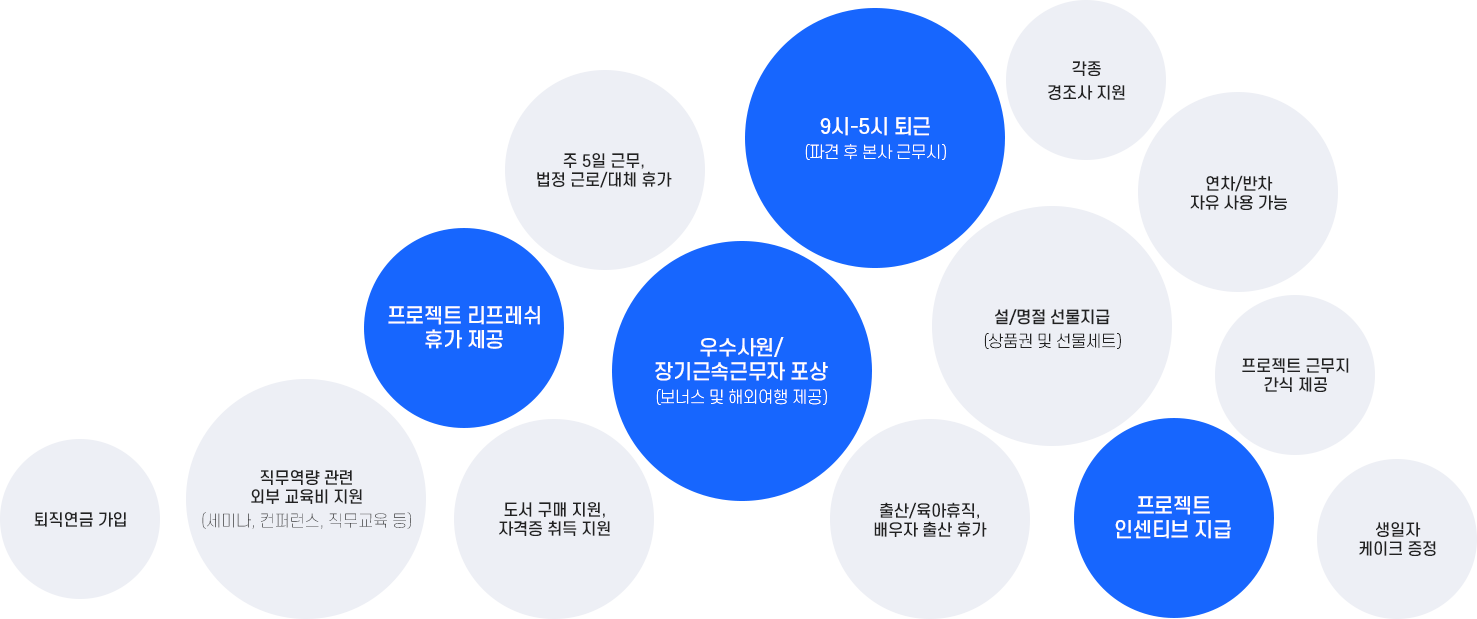 각종
경조사 지원
9시-5시 퇴근
(파견 후 본사 근무시)
주 5일 근무,
법정 근로/대체 휴가
연차/반차
자유 사용 가능
프로젝트 리프레쉬
휴가 제공
우수사원/
장기근속근무자 포상
(보너스 및 해외여행 제공)
설/명절 선물지급
(상품권 및 선물세트)
프로젝트 근무지
간식 제공
퇴직연금 가입
직무역량 관련
외부 교육비 지원
(세미나, 컨퍼런스, 직무교육 등)
도서 구매 지원,
자격증 취득 지원
출산/육아휴직,
배우자 출산 휴가
프로젝트
인센티브 지급
생일자
케이크 증정